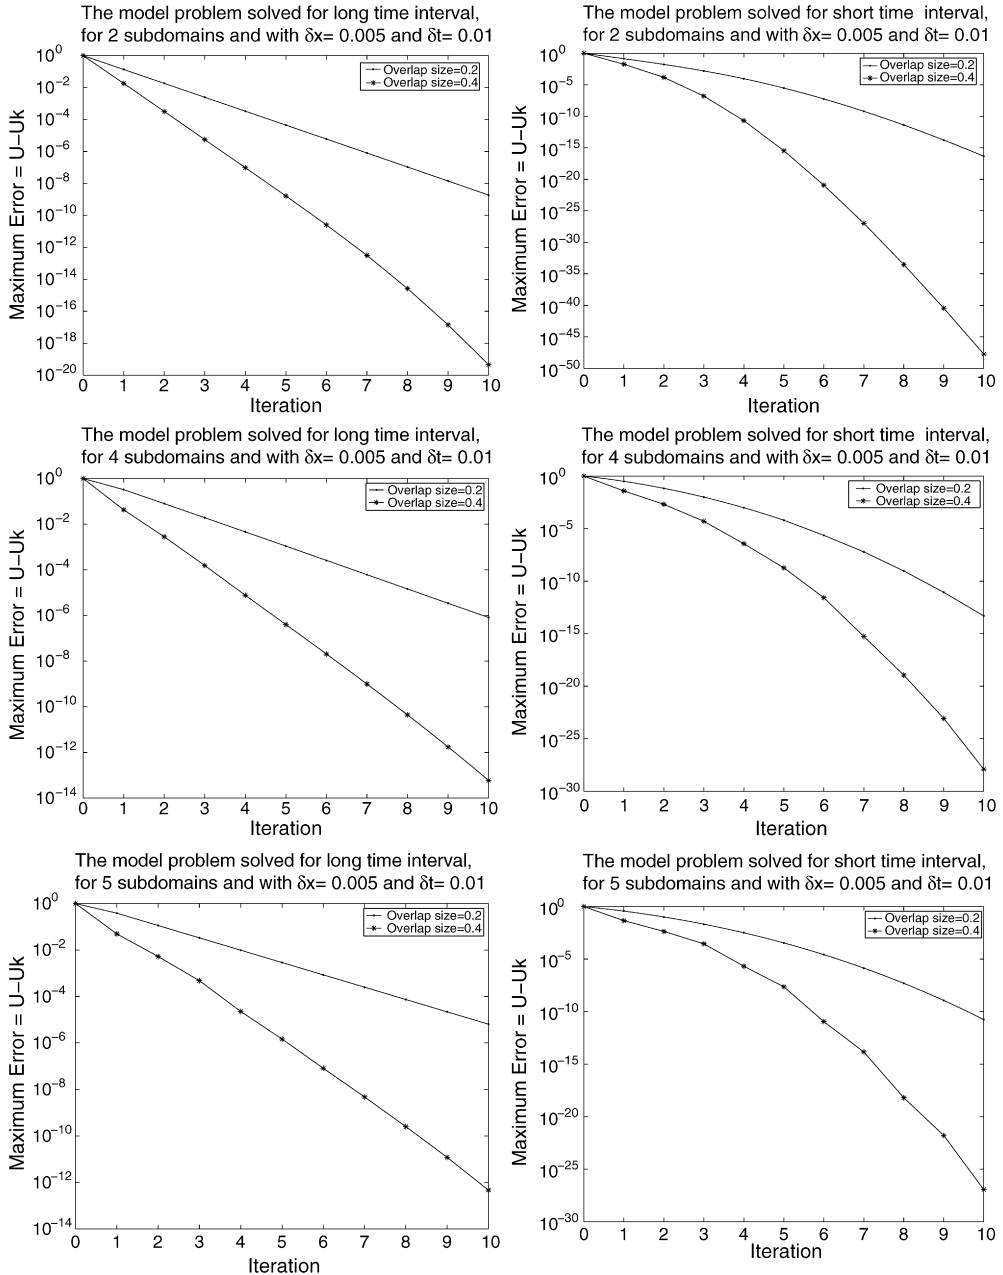 The model problem solved for long time interval,
for 2 subdomains and with δx= 0.005 and δt= 0.01
10^0
10^−2
10^−4
10^−6
10^−8
10^−10
10^−12
10^−14
10^−16
10^−18
10^−20
Maximum Error = U−Uk
Overlap size=0.2
Overlap size=0.4
0 1 2 3 4 5 6 7 8 9 10
Iteration
The model problem solved for short time interval,
for 2 subdomains and with δx= 0.005 and δt= 0.01
10^0
10^−5
10^−10
10^−15
10^−20
10^−25
10^−30
10^−35
10^−40
10^−45
10^−50
Maximum Error = U−Uk
Overlap size=0.2
Overlap size=0.4
0 1 2 3 4 5 6 7 8 9 10
Iteration
The model problem solved for long time interval,
for 4 subdomains and with δx= 0.005 and δt= 0.01
10^0
10^−2
10^−4
10^−6
10^−8
10^−10
10^−12
10^−14
Maximum Error = U−Uk
Overlap size=0.2
Overlap size=0.4
0 1 2 3 4 5 6 7 8 9 10
Iteration
The model problem solved for short time interval,
for 4 subdomains and with δx= 0.005 and δt= 0.01
10^0
10^−5
10^−10
10^−15
10^−20
10^−25
10^−30
Maximum Error = U−Uk
Overlap size=0.2
Overlap size=0.4
0 1 2 3 4 5 6 7 8 9 10
Iteration
The model problem solved for long time interval,
for 5 subdomains and with δx= 0.005 and δt= 0.01
10^0
10^−2
10^−4
10^−6
10^−8
10^−10
10^−12
10^−14
Maximum Error = U−Uk
Overlap size=0.2
Overlap size=0.4
0 1 2 3 4 5 6 7 8 9 10
Iteration
The model problem solved for short time interval,
for 5 subdomains and with δx= 0.005 and δt= 0.01
10^0
10^−5
10^−10
10^−15
10^−20
10^−25
10^−30
Maximum Error = U−Uk
Overlap size=0.2
Overlap size=0.4
0 1 2 3 4 5 6 7 8 9 10
Iteration